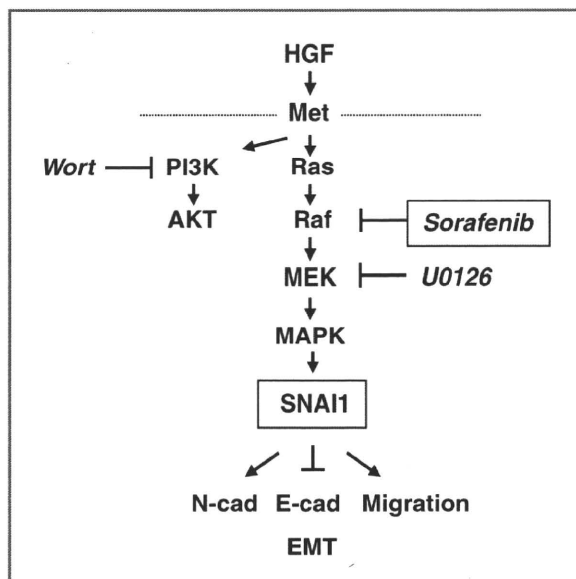 HGF
Met
Wort PI3K Ras
AKT Raf Sorafenib
MEK U0126
MAPK
SNAI1
N-cad E-cad Migration
EMT